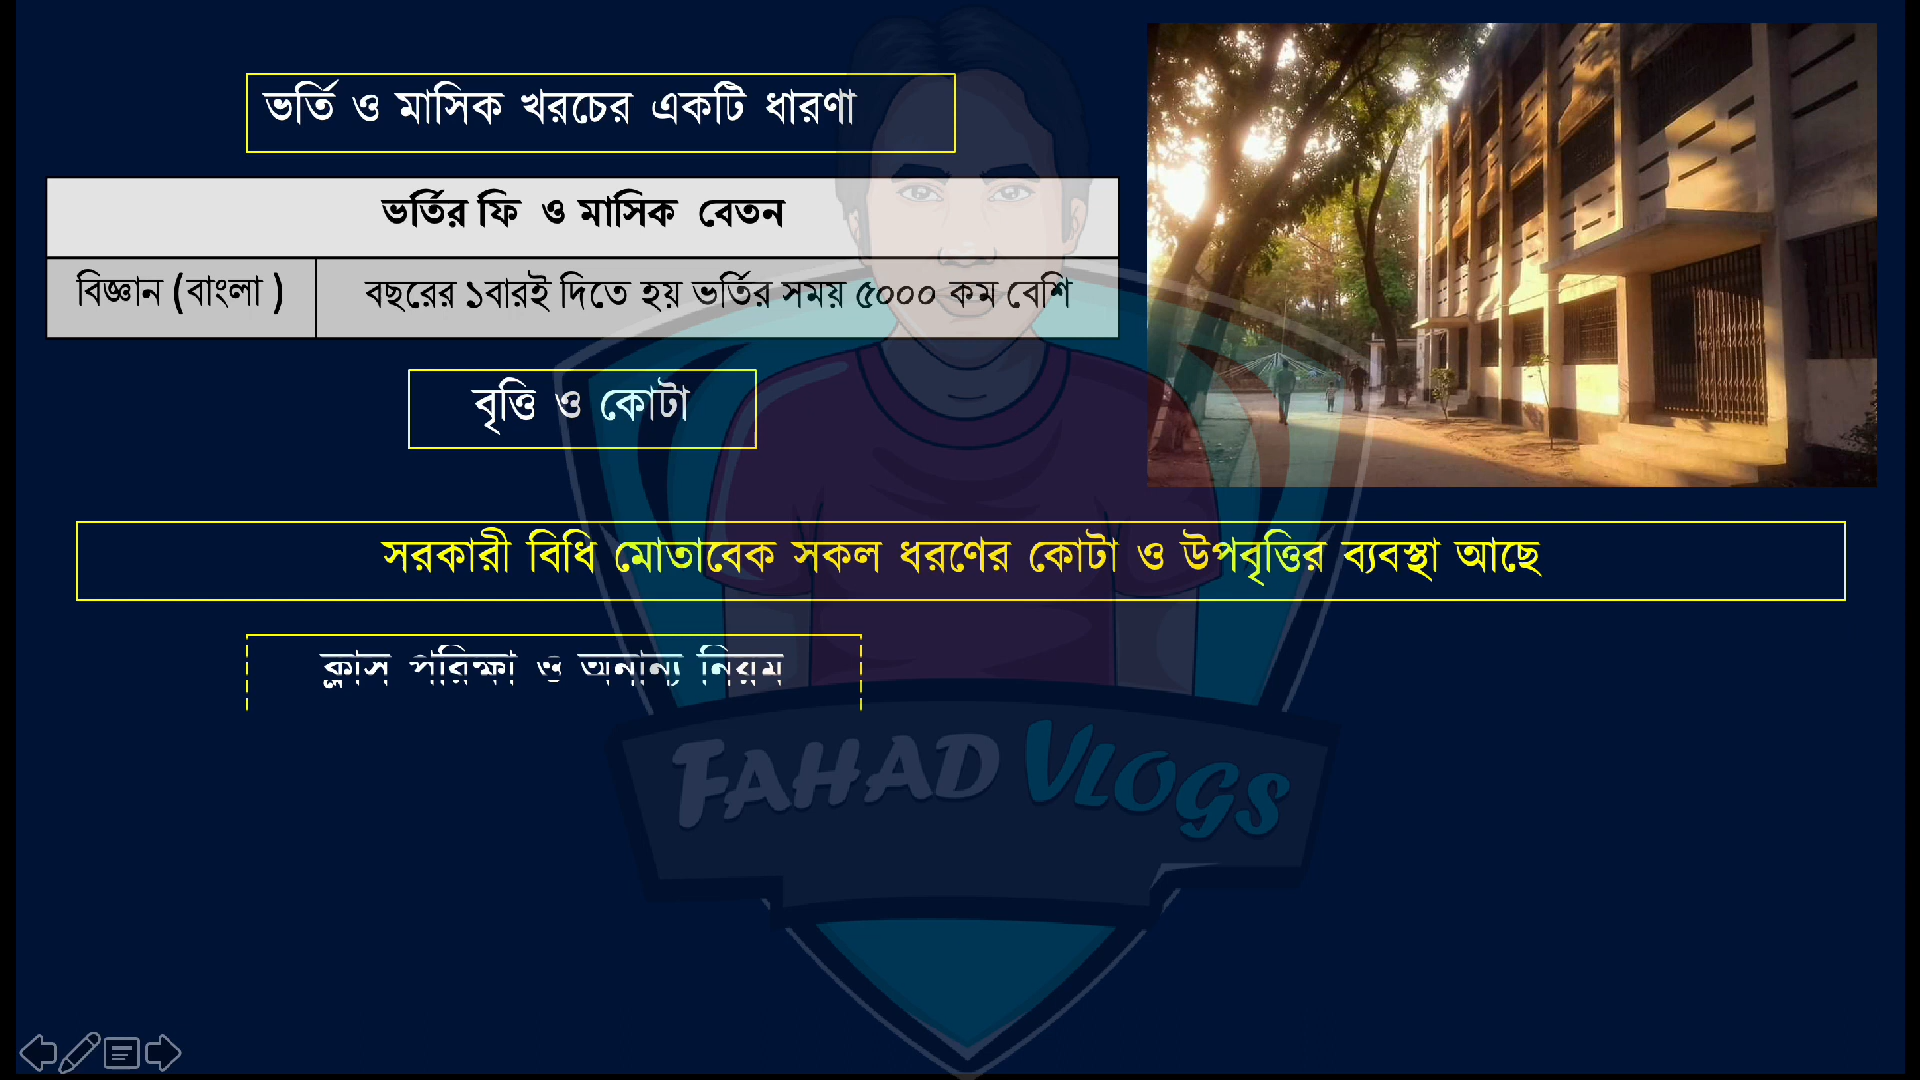 ভর্তি ও মাসিক খরচের একটি ধারণা
ভর্তির ফি ও মাসিক বেতন
বিজ্ঞান (বাংলা ) বছরের ১বারই দিতে হয় ভর্তির সময় ৫০০০ কম বেশি
বৃত্তি ও কোটা
সরকারী বিধি মোতাবেক সকল ধরণের কোটা ও উপবৃত্তির ব্যবস্থা আছে
ক্লাস পরিক্ষা ও অনান্য নিয়ম
FAHAD VLOGS